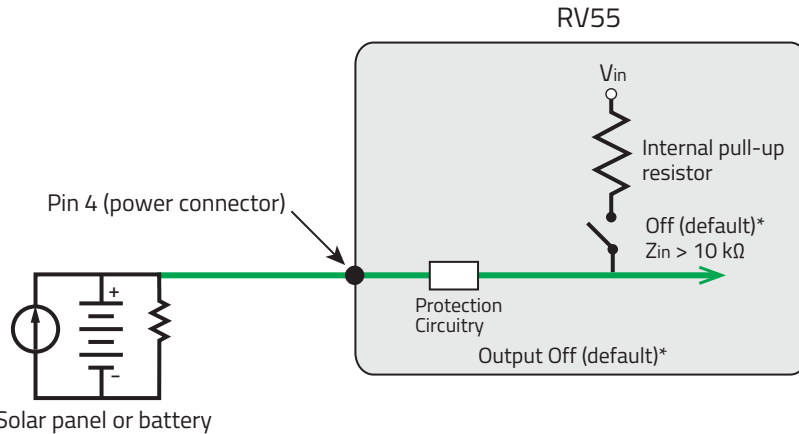 RV55
Vin
Internal pull-up
resistor
Pin 4 (power connector)
Off (default)*
Zin > 10 kΩ
+
Protection
Circuitry
–
Output Off (default)*
Solar panel or battery